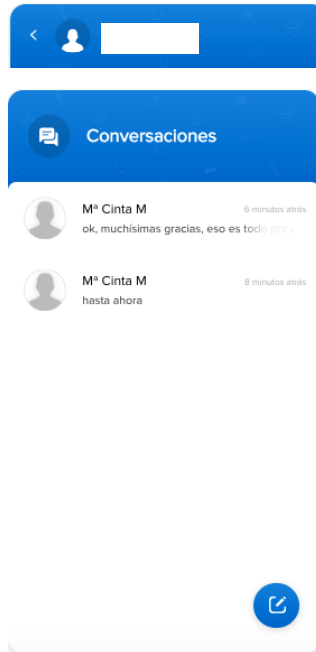 Conversaciones
Mª Cinta M
6 minutos atrás
ok, muchísimas gracias, eso es todo por
Mª Cinta M
8 minutos atrás
hasta ahora